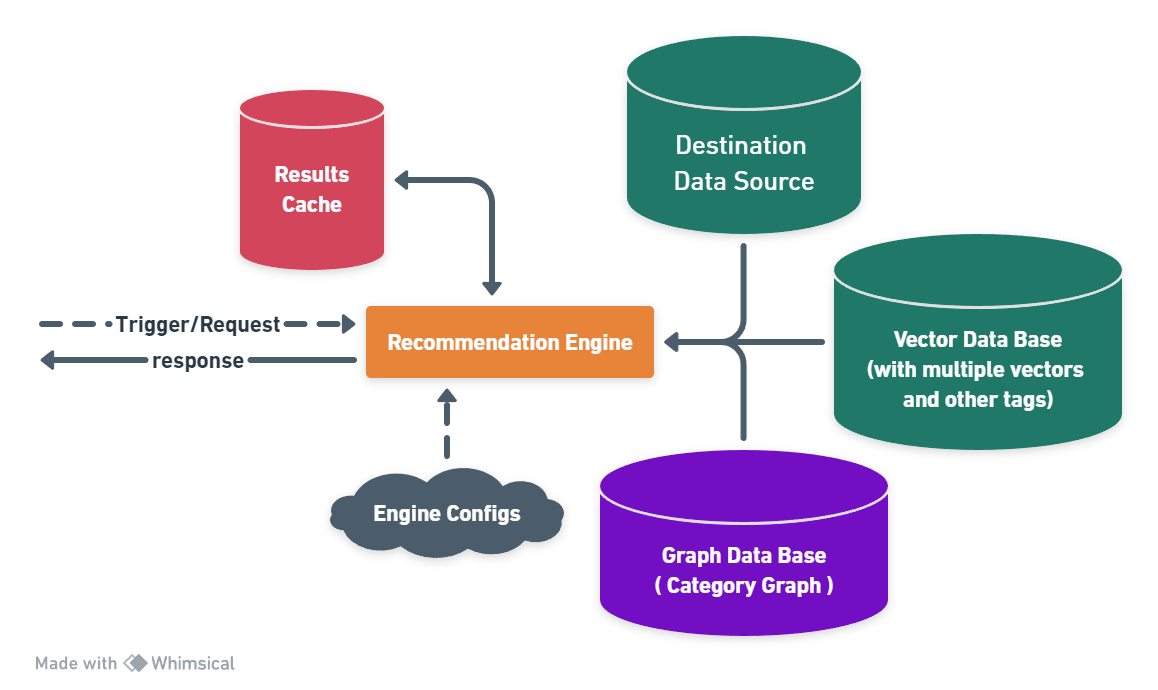 Destination
Data Source
Results
Cache
Trigger/Request
response
Recommendation Engine
Vector Data Base
(with multiple vectors
and other tags)
Engine Configs
Graph Data Base
( Category Graph )
Made with Whimsical